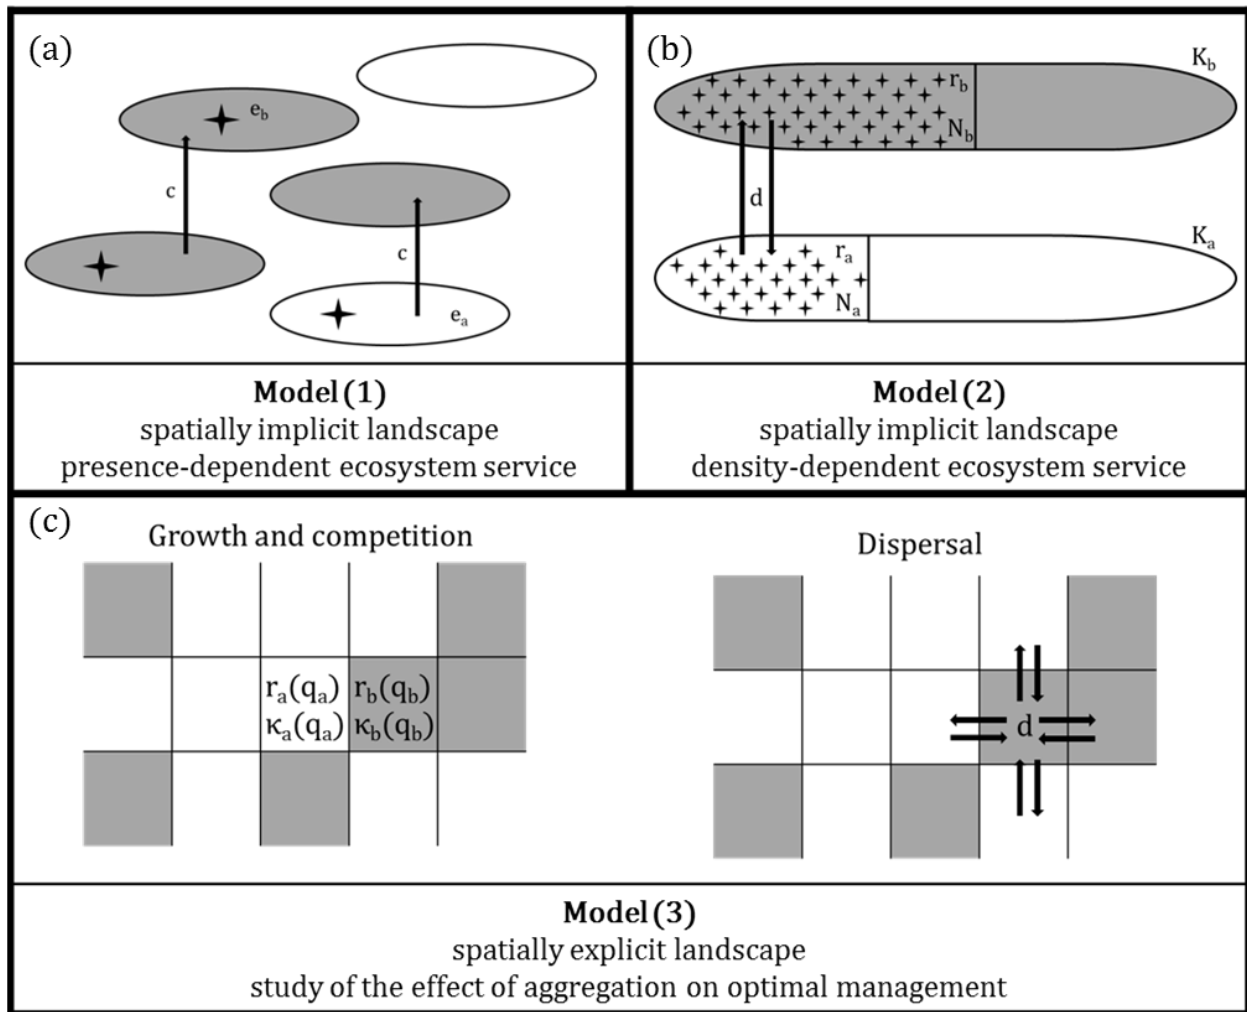 (a)
e_b
c
c
e_a
(b)
K_b
r_b
N_b
d
K_a
r_a
N_a
Model (1)
spatially implicit landscape
presence-dependent ecosystem service
Model (2)
spatially implicit landscape
density-dependent ecosystem service
(c)
Growth and competition
r_a(q_a) r_b(q_b)
κ_a(q_a) κ_b(q_b)
Dispersal
d
Model (3)
spatially explicit landscape
study of the effect of aggregation on optimal management